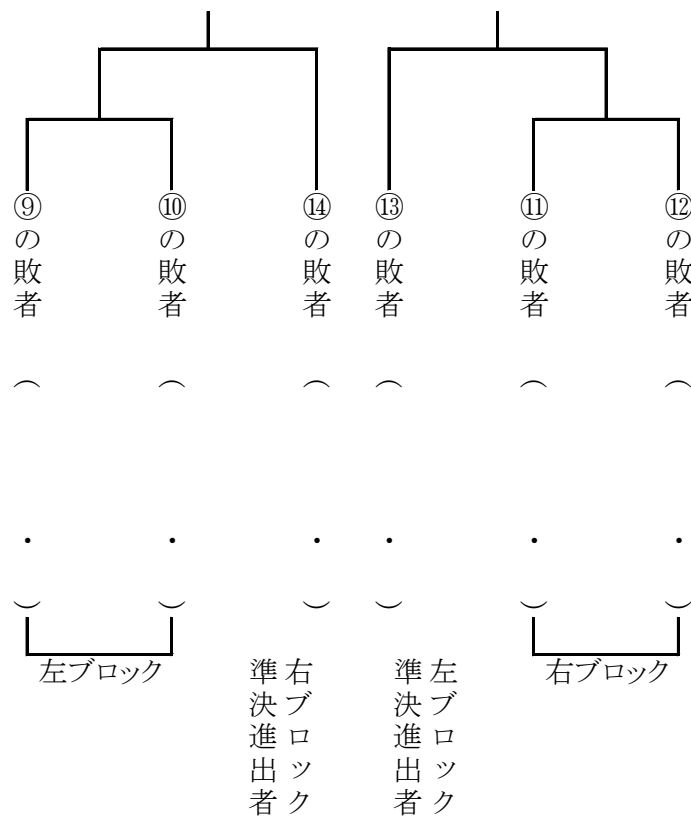 ⑨の敗者
⑩の敗者
⑭の敗者
⑬の敗者
⑪の敗者
⑫の敗者
( ・ )
( ・ )
( ・ )
( ・ )
( ・ )
( ・ )
左ブロック
右ブロック
準決進出者
左ブロック
準決進出者
右ブロック